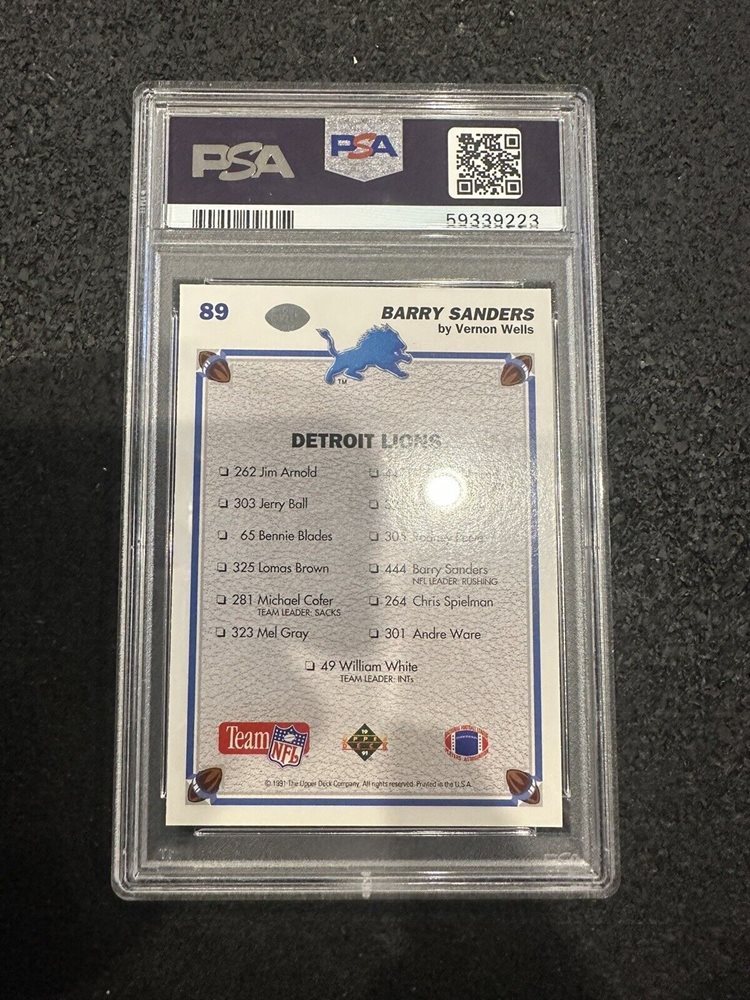 PSA
PSA
59339223
89
BARRY SANDERS
by Vernon Wells
TM
DETROIT LIONS
262 Jim Arnold
303 Jerry Ball
65 Bennie Blades
325 Lomas Brown
281 Michael Cofer
TEAM LEADER: SACKS
323 Mel Gray
444 Barry Sanders
NFL LEADER: RUSHING
264 Chris Spielman
301 Andre Ware
49 William White
TEAM LEADER: INTs
Team NFL
© 1991 The Upper Deck Company. All rights reserved. Printed in the U.S.A.